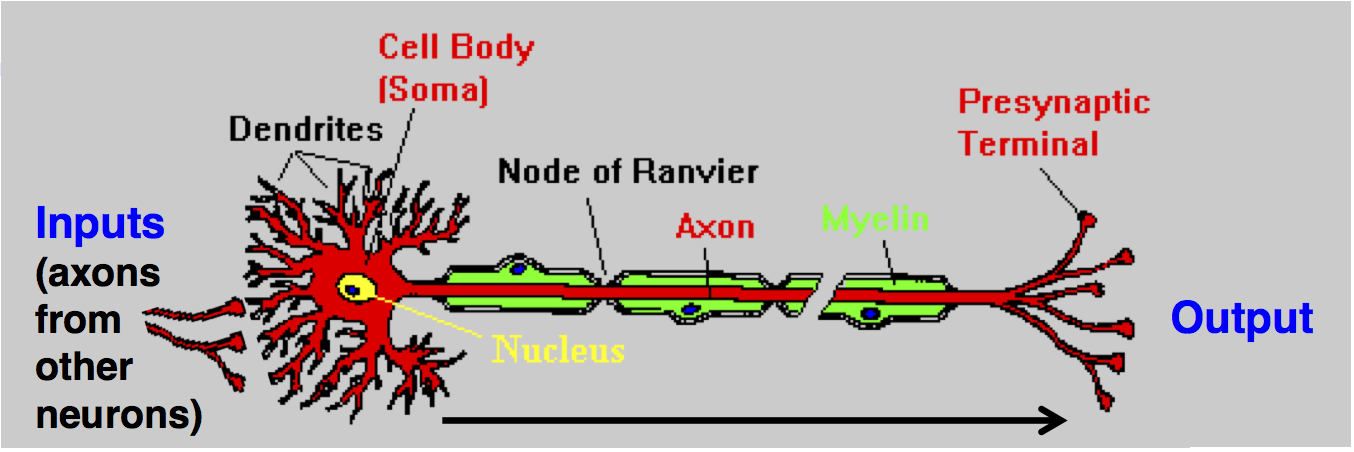 Cell Body
(Soma)
Dendrites
Presynaptic
Terminal
Node of Ranvier
Axon
Myelin
Inputs
(axons
from
other
neurons)
Nucleus
Output